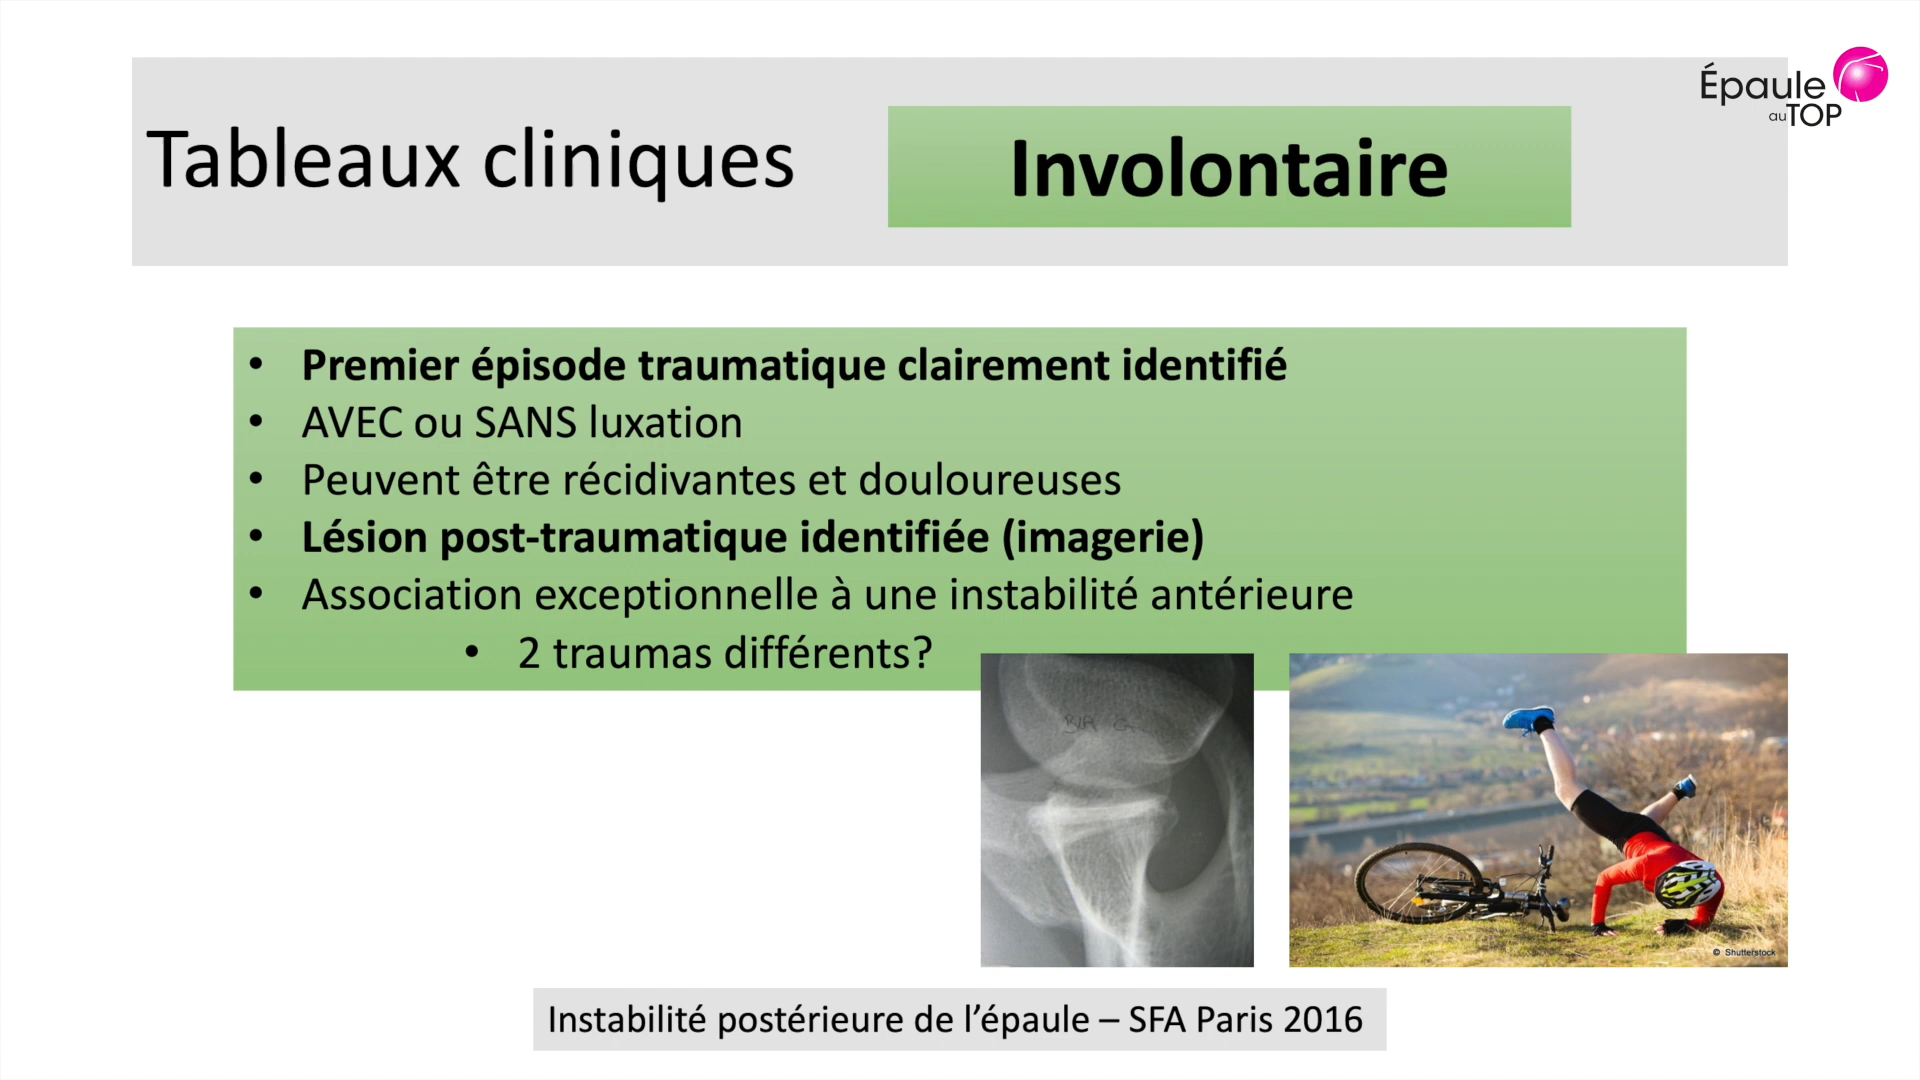 Épaule
au TOP
Tableaux cliniques
Involontaire
• Premier épisode traumatique clairement identifié
• AVEC ou SANS luxation
• Peuvent être récidivantes et douloureuses
• Lésion post-traumatique identifiée (imagerie)
• Association exceptionnelle à une instabilité antérieure
• 2 traumas différents?
© Shutterstock
Instabilité postérieure de l’épaule – SFA Paris 2016